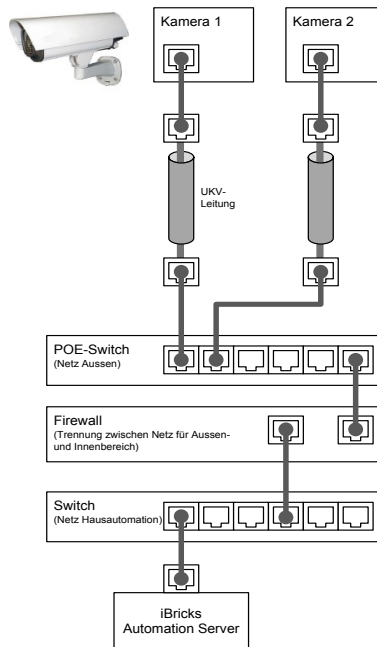 Kamera 1
Kamera 2
UKV-
Leitung
POE-Switch
(Netz Aussen)
Firewall
(Trennung zwischen Netz für Aussen-
und Innenbereich)
Switch
(Netz Hausautomation)
iBricks
Automation Server